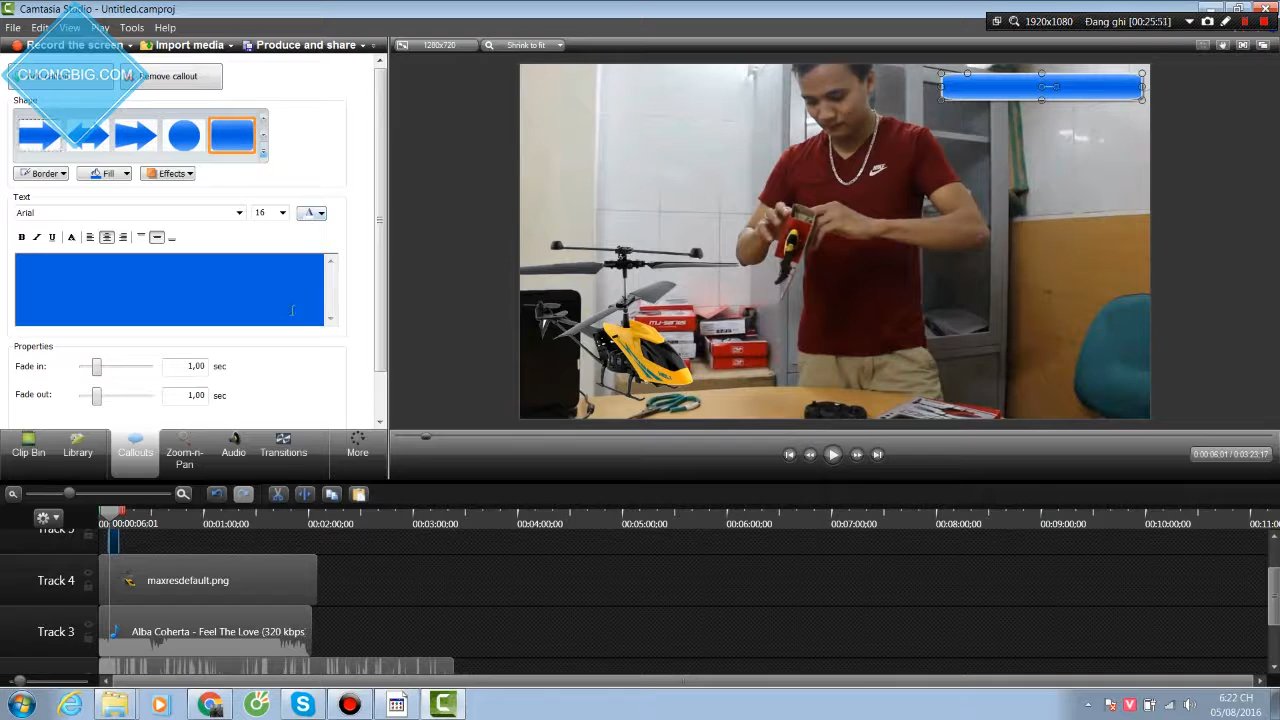 Camtasia Studio - Untitled.camproj
File Edit View Play Tools Help
1920x1080 Đang ghi (00:25:51)
Record the screen Import media Produce and share
1280x720 Shrink to fit
CUONGBIG.COM
Remove callout
Shape
Border Fill Effects
Text
Arial 16 A
B I U A
Properties
Fade in: 1,00 sec
Fade out: 1,00 sec
Clip Bin Library Callouts Zoom-n-Pan Audio Transitions More
0:00:06.01 / 0:03:23;17
00:00:06:01 00:01:00;00 00:02:00;00 00:03:00;00 00:04:00;00 00:05:00;00 00:06:00;00 00:07:00;00 00:08:00;00 00:09:00;00 00:10:00;00
Track 5
Track 4 maxresdefault.png
Track 3 Alba Coherta - Feel The Love (320 kbps
6:22 CH
05/08/2016